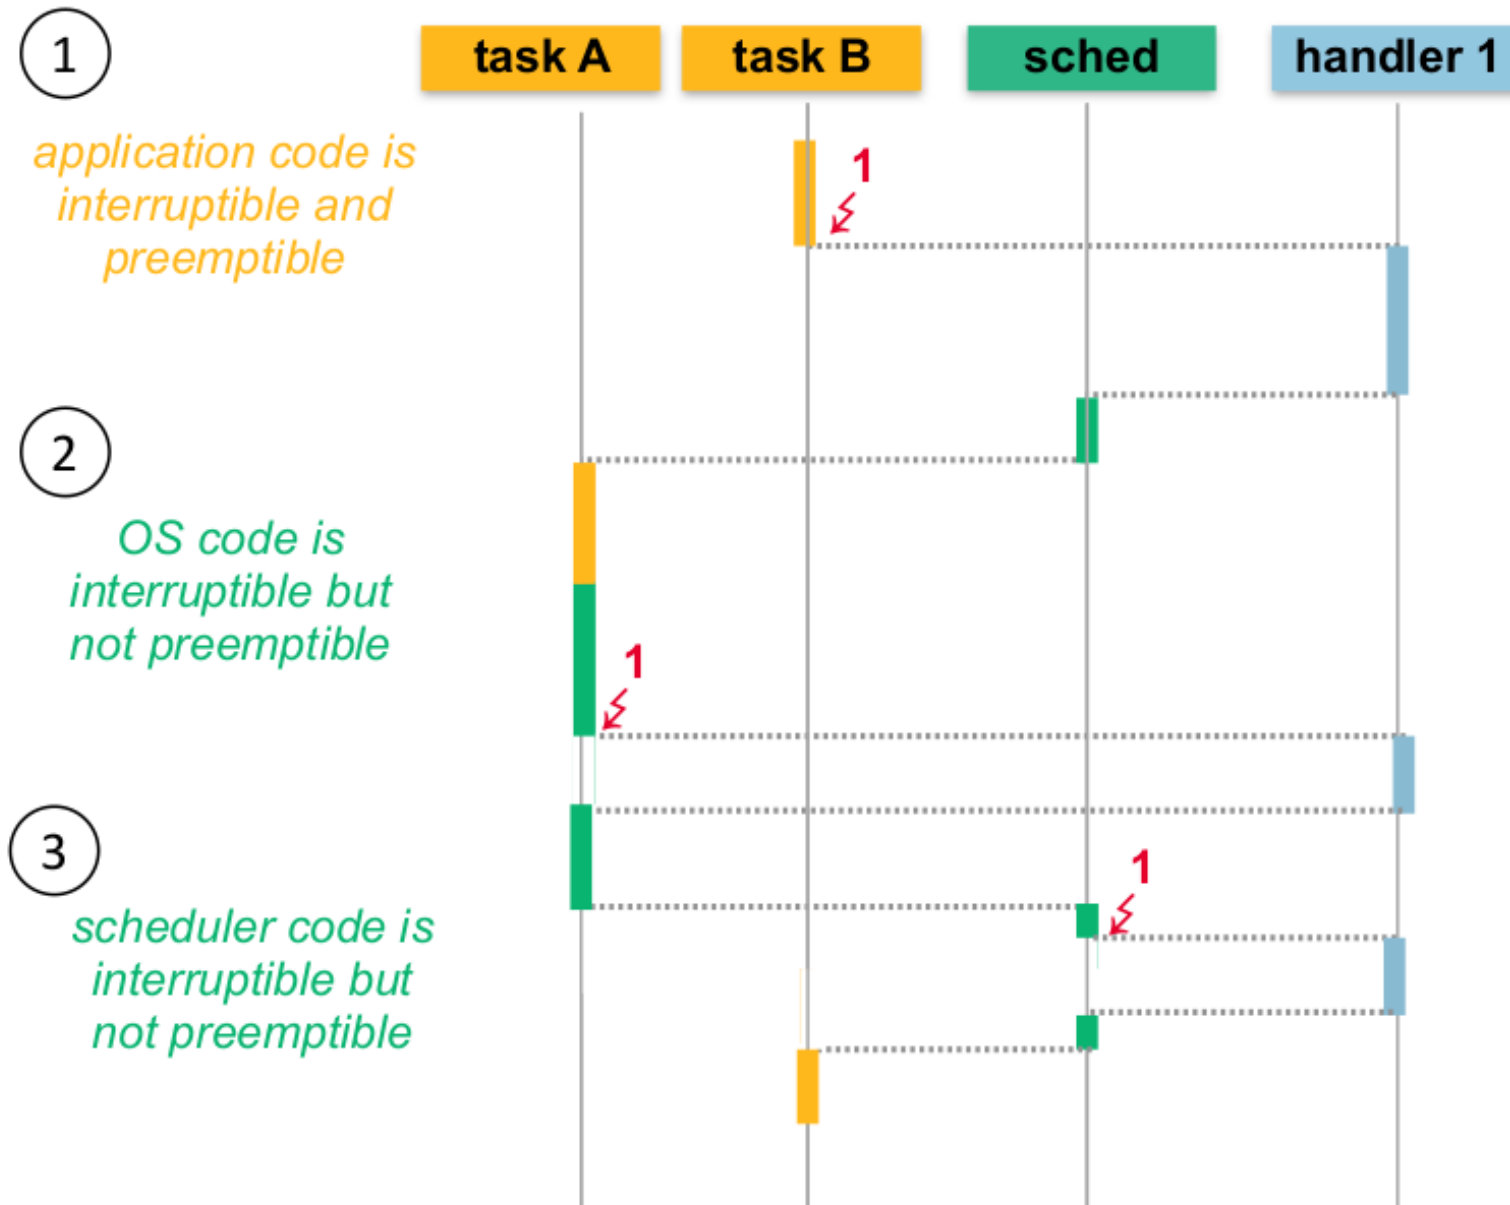 1
task A
task B
sched
handler 1
application code is
interruptible and
preemptible
1
2
OS code is
interruptible but
not preemptible
1
3
scheduler code is
interruptible but
not preemptible
1